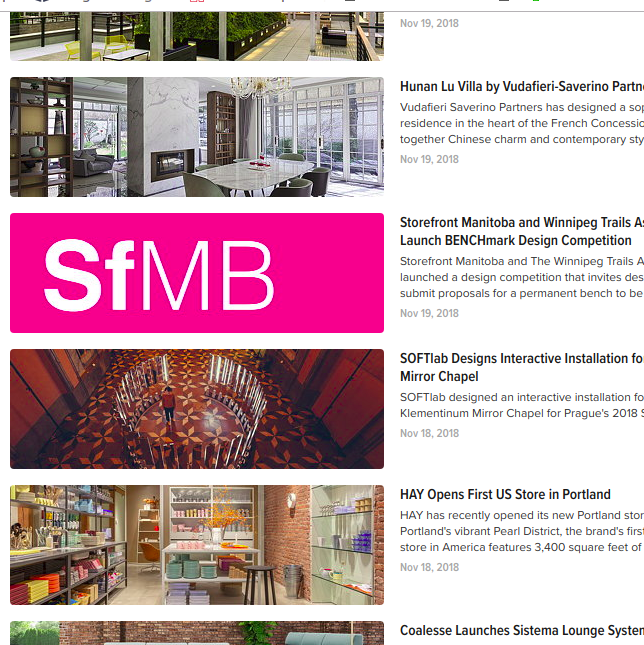 Nov 19, 2018
Hunan Lu Villa by Vudafieri-Saverino Partne
Vudafieri Saverino Partners has designed a sop
residence in the heart of the French Concessio
together Chinese charm and contemporary sty
Nov 19, 2018
SfMB
Storefront Manitoba and Winnipeg Trails As
Launch BENCHmark Design Competition
Storefront Manitoba and The Winnipeg Trails A
launched a design competition that invites des
submit proposals for a permanent bench to be
Nov 19, 2018
SOFTlab Designs Interactive Installation fo
Mirror Chapel
SOFTlab designed an interactive installation fo
Klementinum Mirror Chapel for Prague's 2018 S
Nov 18, 2018
HAY Opens First US Store in Portland
HAY has recently opened its new Portland stor
Portland's vibrant Pearl District, the brand's first
store in America features 3,400 square feet of
Nov 18, 2018
Coalesse Launches Sistema Lounge System